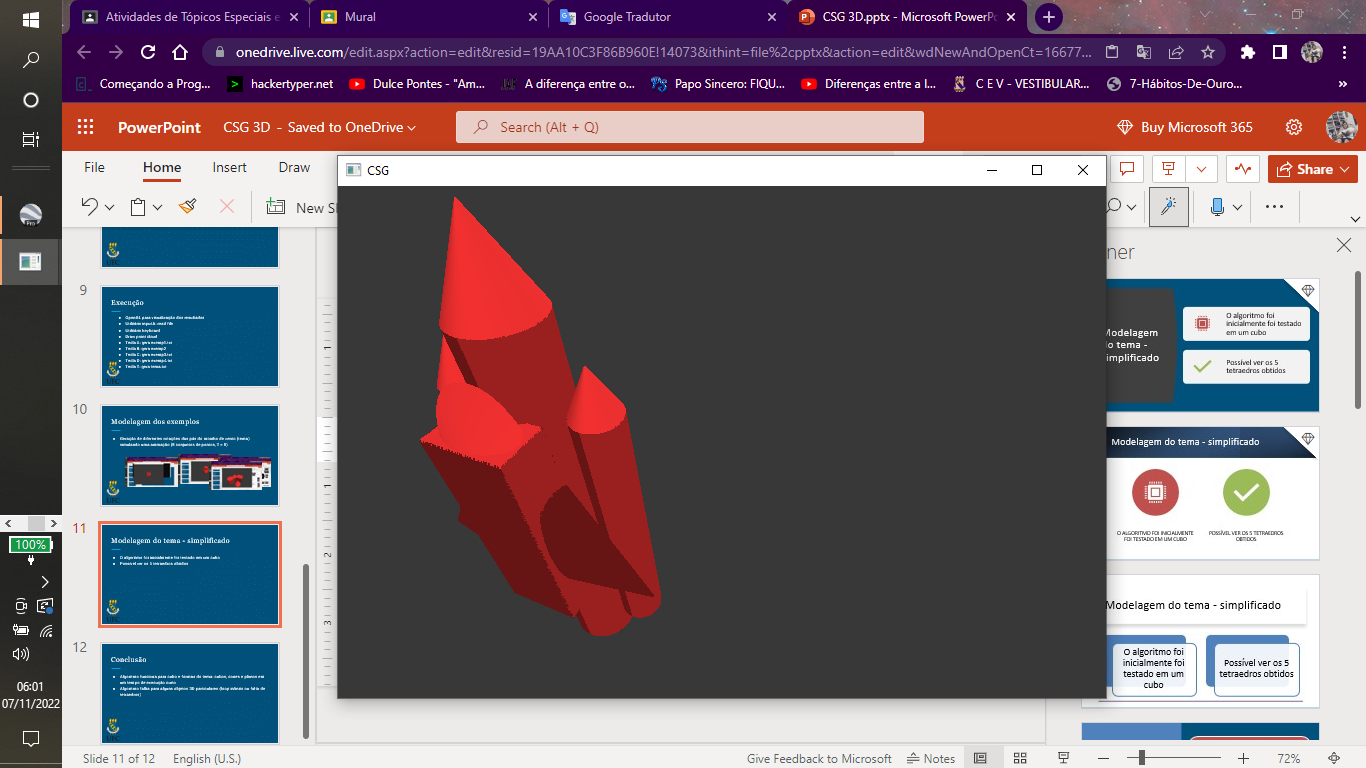 Atividades de Tópicos Especiais e
Mural
Google Tradutor
CSG 3D.pptx - Microsoft PowerPo
onedrive.live.com/edit.aspx?action=edit&resid=19AA10C3F86B960E!14073&ithint=file%2cpptx&action=edit&wdNewAndOpenCt=16677...
Começando a Prog...
hackertyper.net
Dulce Pontes - "Am...
A diferença entre o...
Papo Sincero: FIQU...
Diferenças entre a l...
C E V - VESTIBULAR...
7-Hábitos-De-Ouro...
PowerPoint
CSG 3D - Saved to OneDrive
Search (Alt + Q)
Buy Microsoft 365
File
Home
Insert
Draw
Share
New Sl
CSG
ner
9
Execução
10
Modelagem dos exemplos
11
Modelagem do tema - simplificado
O algoritmo foi inicialmente foi testado em um cubo
Possível ver os 5 tetraedros obtidos
12
Conclusão
1
1
2
3
Modelagem
do tema -
simplificado
O algoritmo foi
inicialmente foi testado
em um cubo
Possível ver os 5
tetraedros obtidos
Modelagem do tema - simplificado
O ALGORITMO FOI INICIALMENTE
FOI TESTADO EM UM CUBO
POSSÍVEL VER OS 5 TETRAEDROS
OBTIDOS
Modelagem do tema - simplificado
O algoritmo foi
inicialmente foi
testado em um
cubo
Possível ver os 5
tetraedros obtidos
100%
06:01
07/11/2022
Slide 11 of 12
English (U.S.)
Give Feedback to Microsoft
Notes
72%